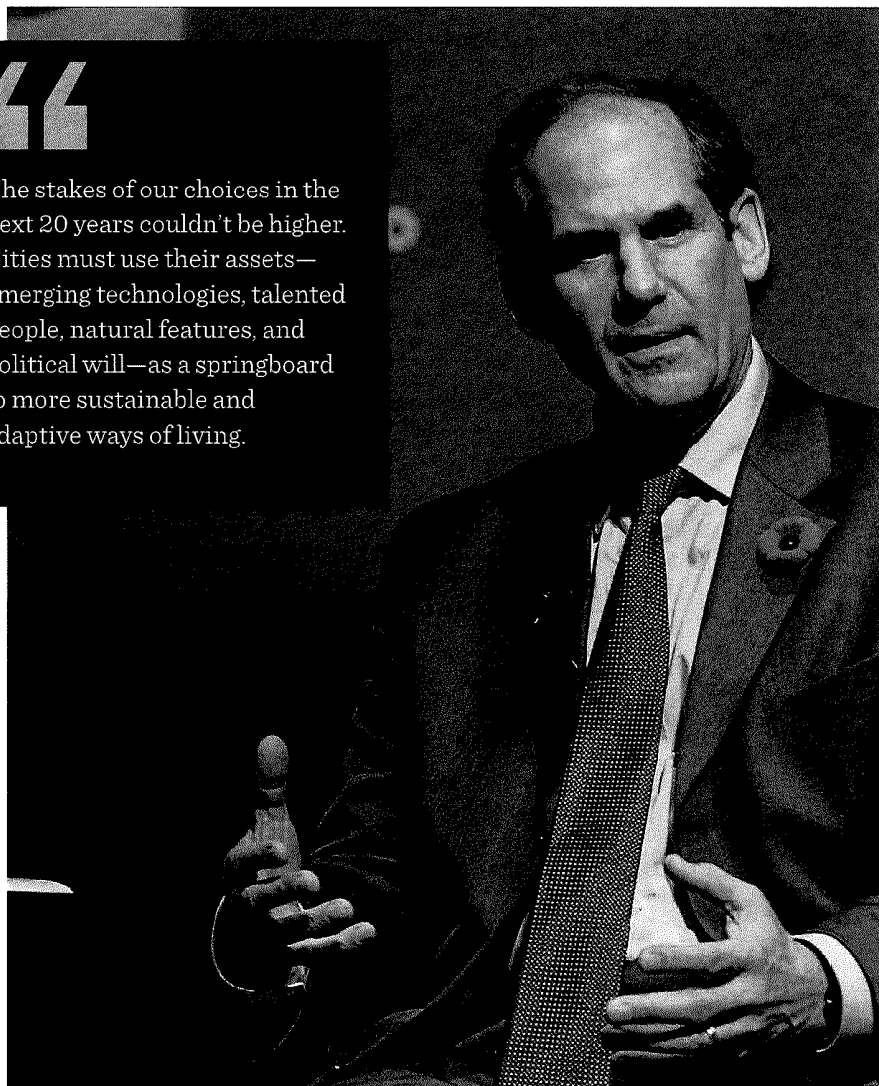 “
he stakes of our choices in the
ext 20 years couldn’t be higher.
ities must use their assets—
merging technologies, talented
eople, natural features, and
olitical will—as a springboard
o more sustainable and
daptive ways of living.